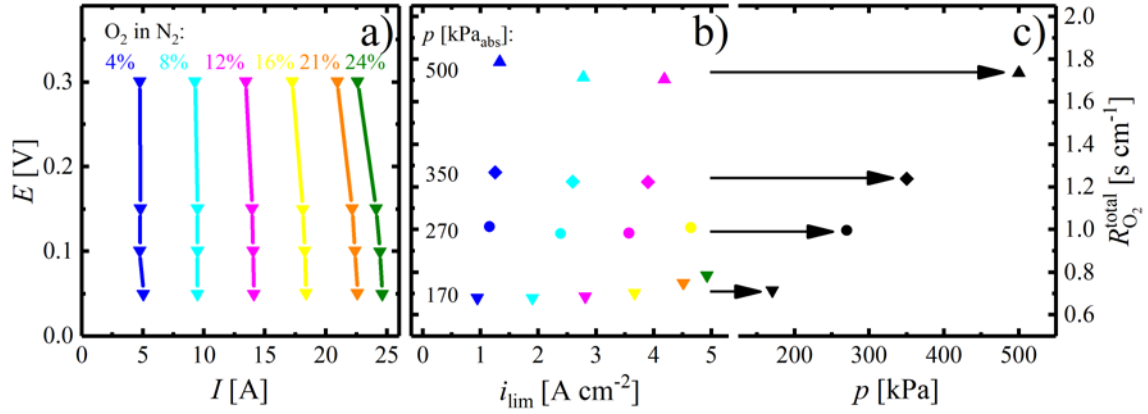 a)
O₂ in N₂:
4% 8% 12% 16% 21% 24%
0.3
0.2
0.1
0.0
E [V]
0 5 10 15 20 25
I [A]
b)
p [kPa_abs]:
500
350
270
170
0 1 2 3 4 5
i_lim [A cm⁻²]
c)
200 300 400 500
p [kPa]
2.0
1.8
1.6
1.4
1.2
1.0
0.8
0.6
R_O₂^total [s cm⁻¹]